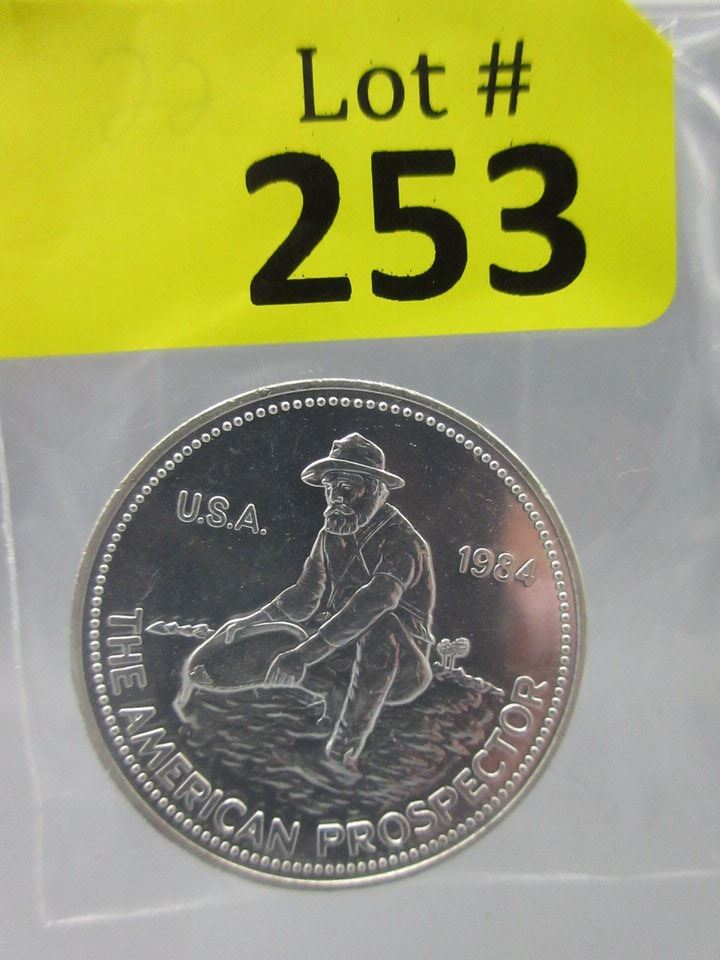 Lot #
253
U.S.A.
1984
THE AMERICAN PROSPECTOR